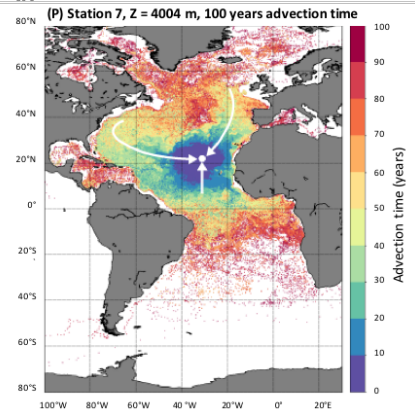 (P) Station 7, Z = 4004 m, 100 years advection time
80°N
60°N
40°N
20°N
0°
20°S
40°S
60°S
80°S
100°W 80°W 60°W 40°W 20°W 0° 20°E
100
90
80
70
60
50
40
30
20
10
0
Advection time (years)